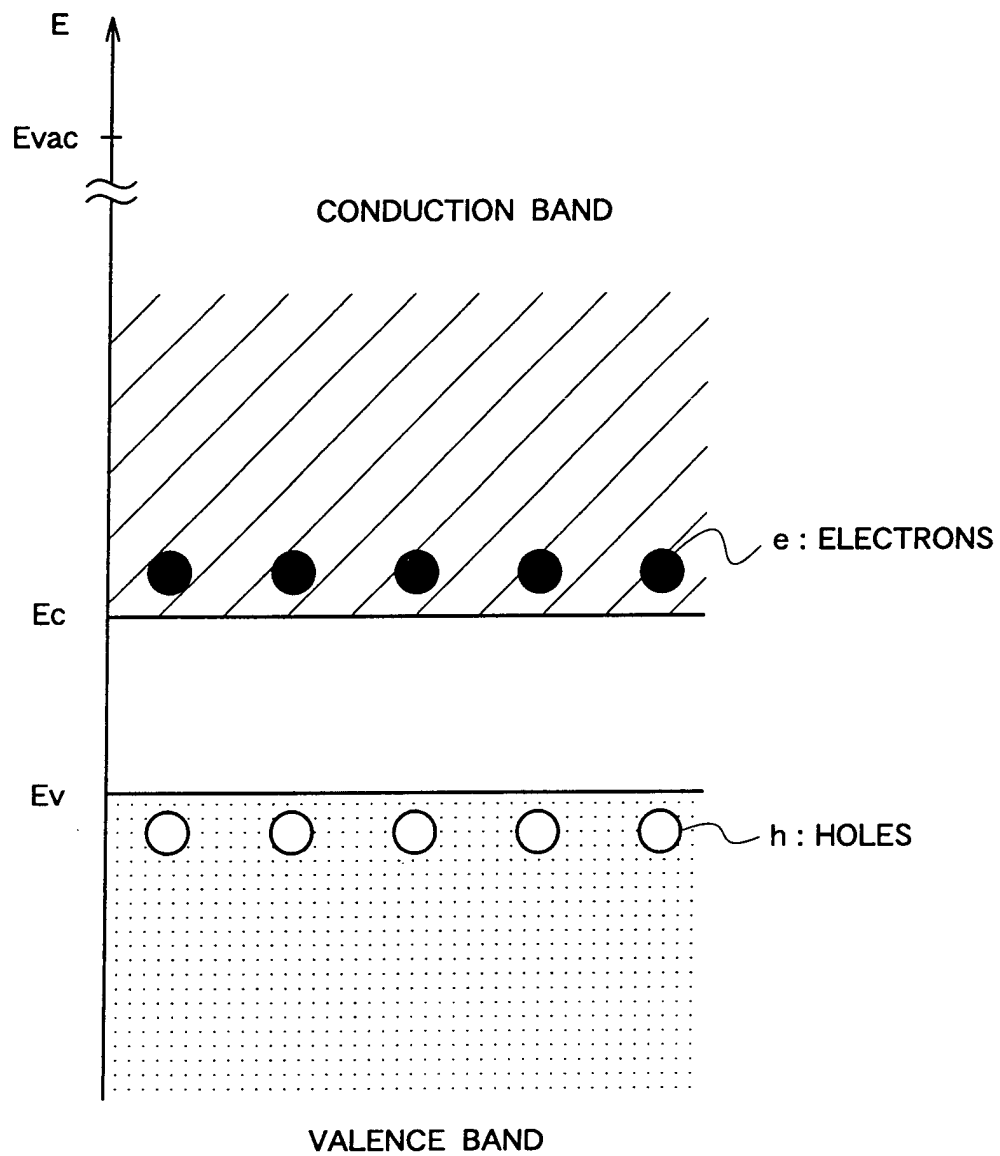 E
Evac
CONDUCTION BAND
e : ELECTRONS
Ec
Ev
h : HOLES
VALENCE BAND